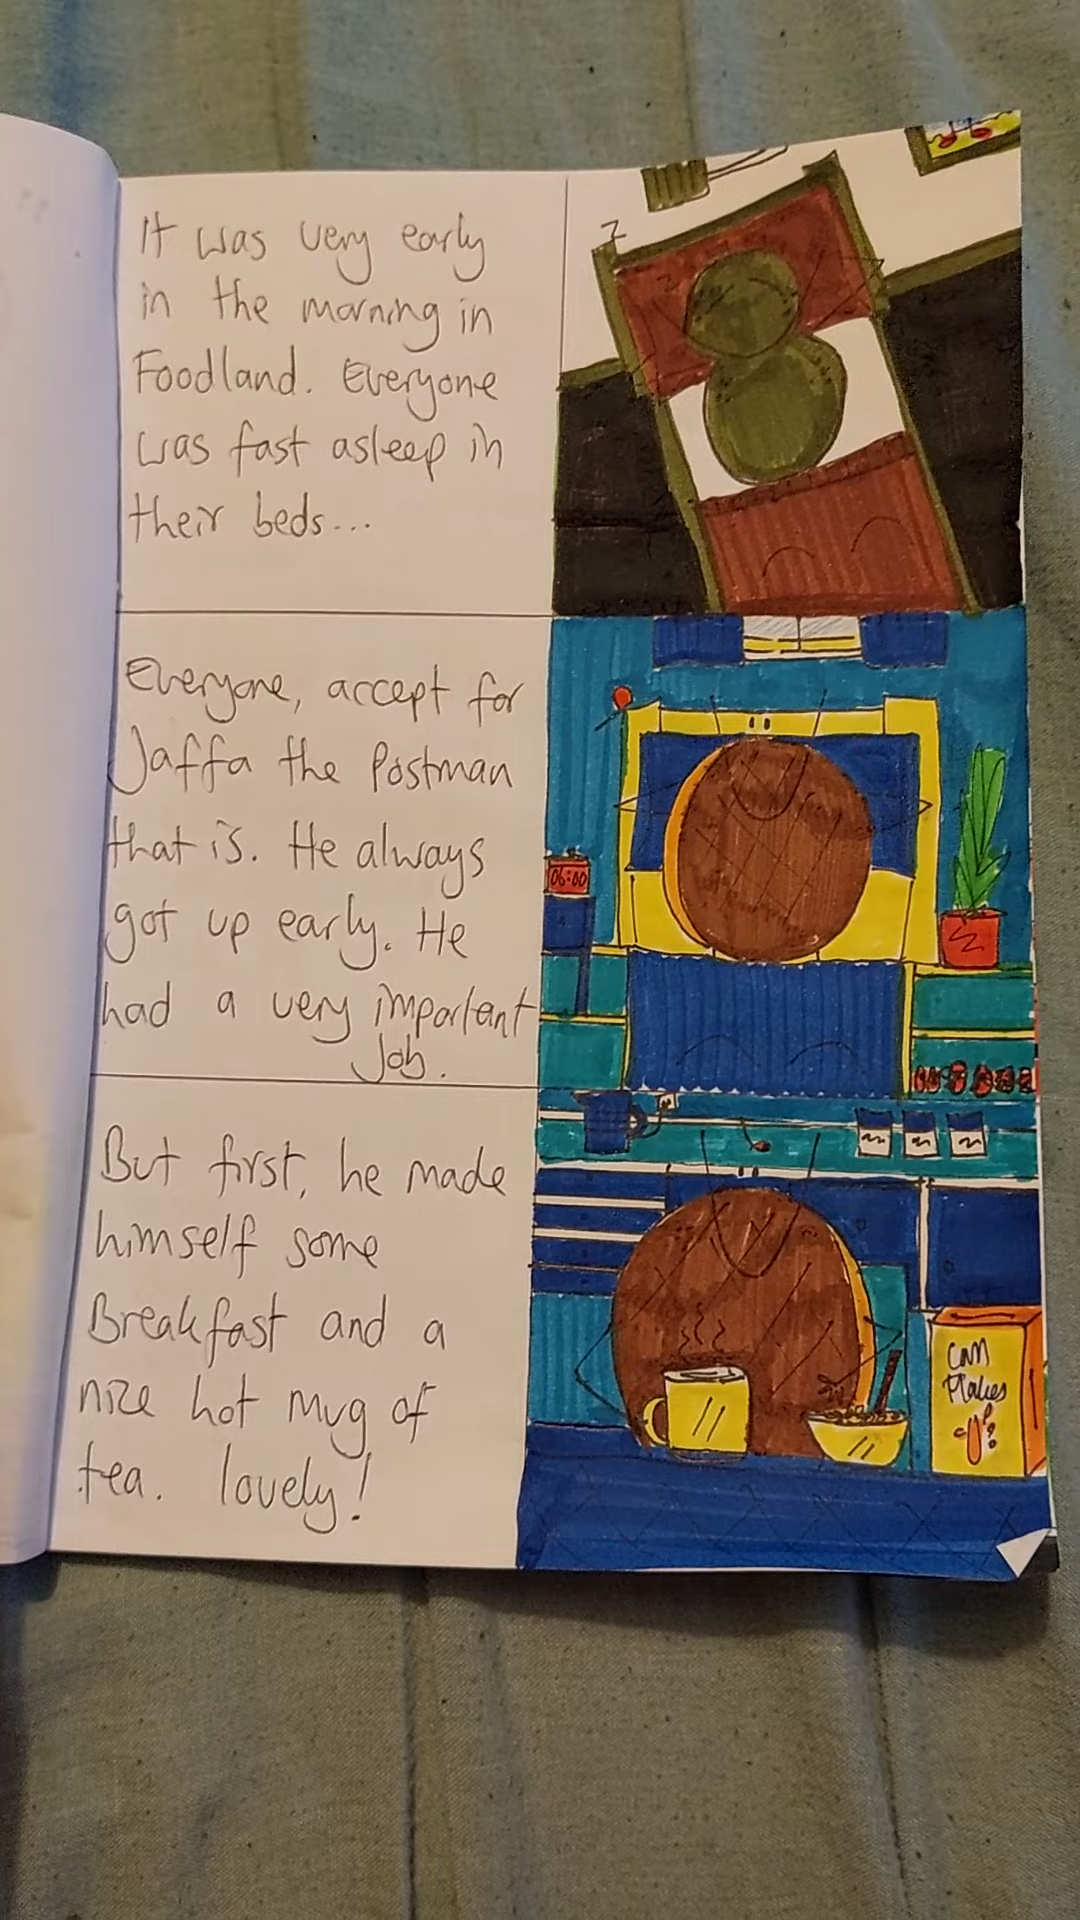 It was very early
in the morning in
Foodland. Everyone
was fast asleep in
their beds...
Z
Everyone, accept for
Jaffa the Postman
that is. He always
got up early. He
had a very important
Job.
06:00
But first, he made
himself some
Breakfast and a
nice hot mug of
tea. lovely!